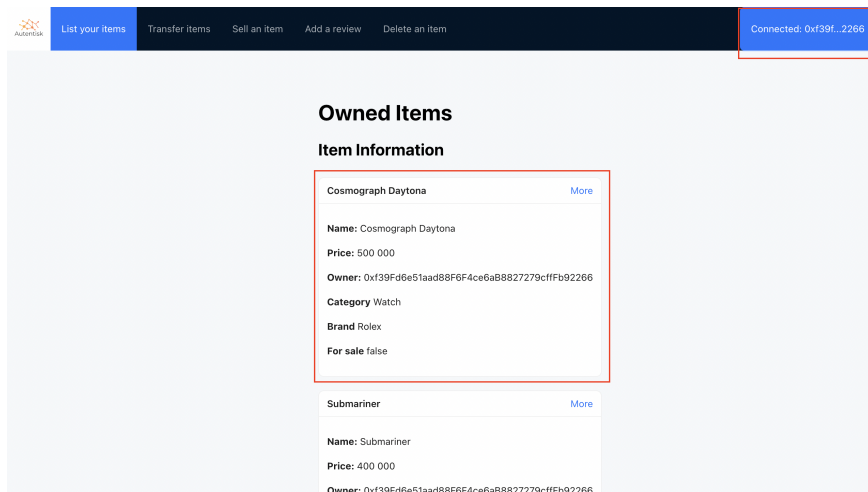 Autentisk
List your items
Transfer items
Sell an item
Add a review
Delete an item
Connected: 0xf39f...2266
Owned Items
Item Information
Cosmograph Daytona
More
Name: Cosmograph Daytona
Price: 500 000
Owner: 0xf39Fd6e51aad88F6F4ce6aB8827279cffFb92266
Category Watch
Brand Rolex
For sale false
Submariner
More
Name: Submariner
Price: 400 000
Owner: 0xf39Fd6e51aad88F6F4ce6aB8827279cffFb92266